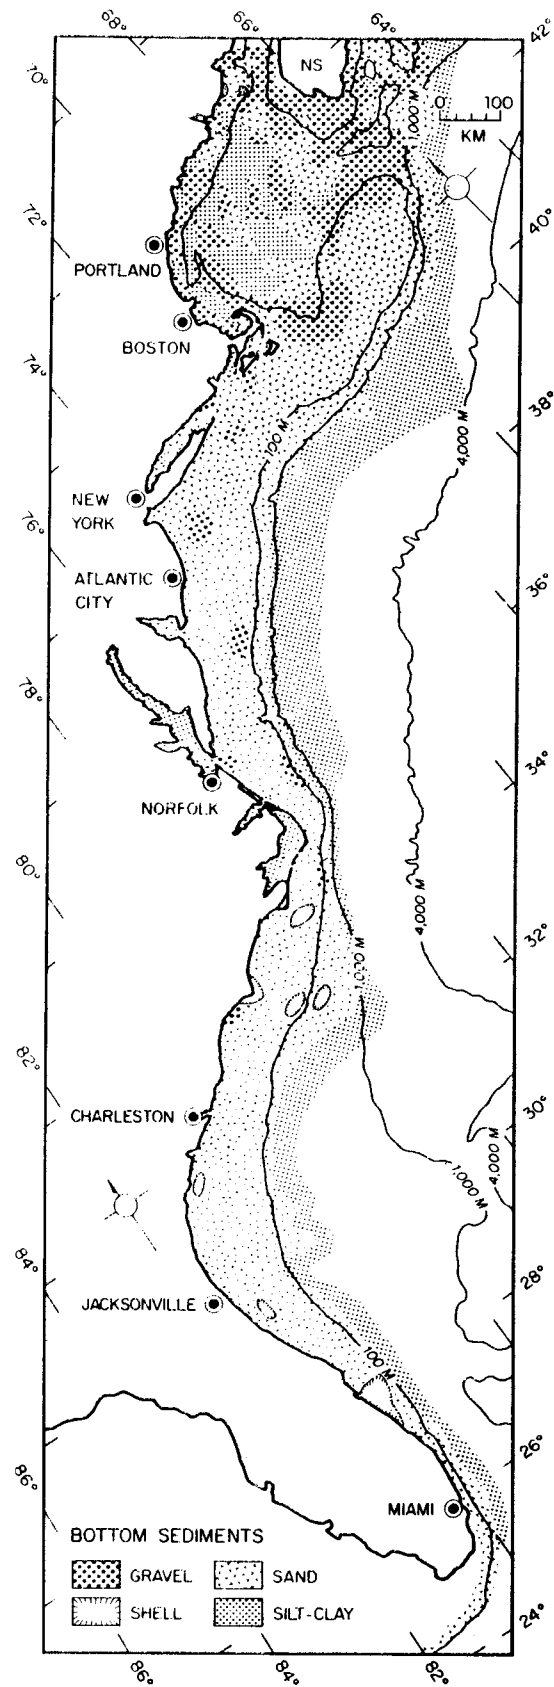 68°
66°
64°
42°
NS
70°
1,000 M
0 100
KM
72°
40°
PORTLAND
BOSTON
74°
38°
100 M
4,000 M
NEW
YORK
76°
36°
ATLANTIC
CITY
78°
34°
NORFOLK
80°
4,000 M
32°
1,000 M
82°
30°
CHARLESTON
4,000 M
1,000 M
84°
28°
JACKSONVILLE
100 M
26°
86°
MIAMI
BOTTOM SEDIMENTS
GRAVEL SAND
SHELL SILT-CLAY
24°
86°
84°
82°